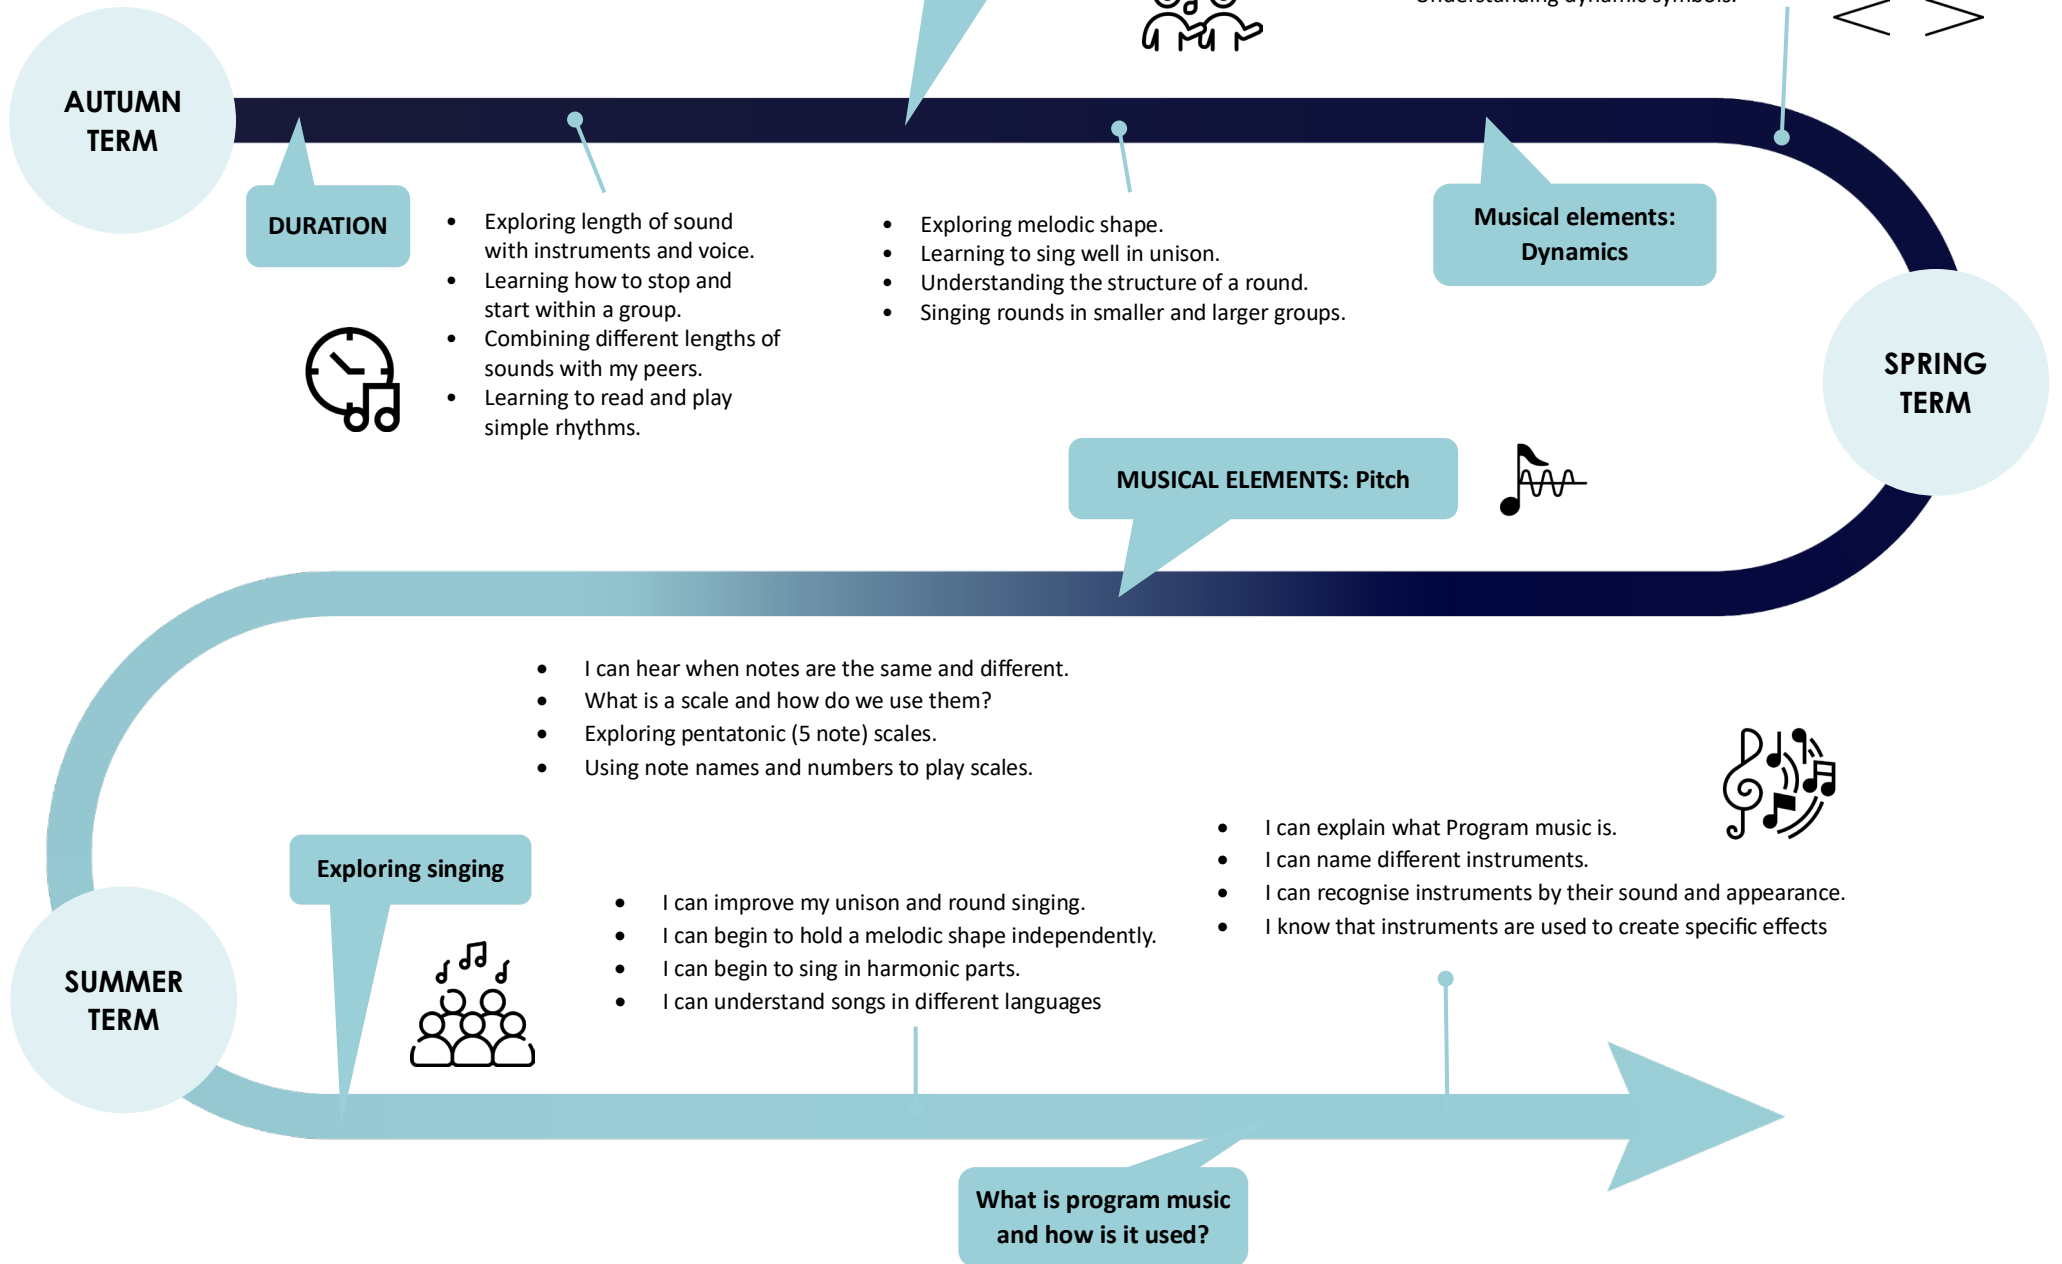 Understanding dynamic symbols.
AUTUMN
TERM
DURATION
• Exploring length of sound
with instruments and voice.
• Learning how to stop and
start within a group.
• Combining different lengths of
sounds with my peers.
• Learning to read and play
simple rhythms.
• Exploring melodic shape.
• Learning to sing well in unison.
• Understanding the structure of a round.
• Singing rounds in smaller and larger groups.
Musical elements:
Dynamics
SPRING
TERM
MUSICAL ELEMENTS: Pitch
• I can hear when notes are the same and different.
• What is a scale and how do we use them?
• Exploring pentatonic (5 note) scales.
• Using note names and numbers to play scales.
Exploring singing
• I can improve my unison and round singing.
• I can begin to hold a melodic shape independently.
• I can begin to sing in harmonic parts.
• I can understand songs in different languages
• I can explain what Program music is.
• I can name different instruments.
• I can recognise instruments by their sound and appearance.
• I know that instruments are used to create specific effects
SUMMER
TERM
What is program music
and how is it used?